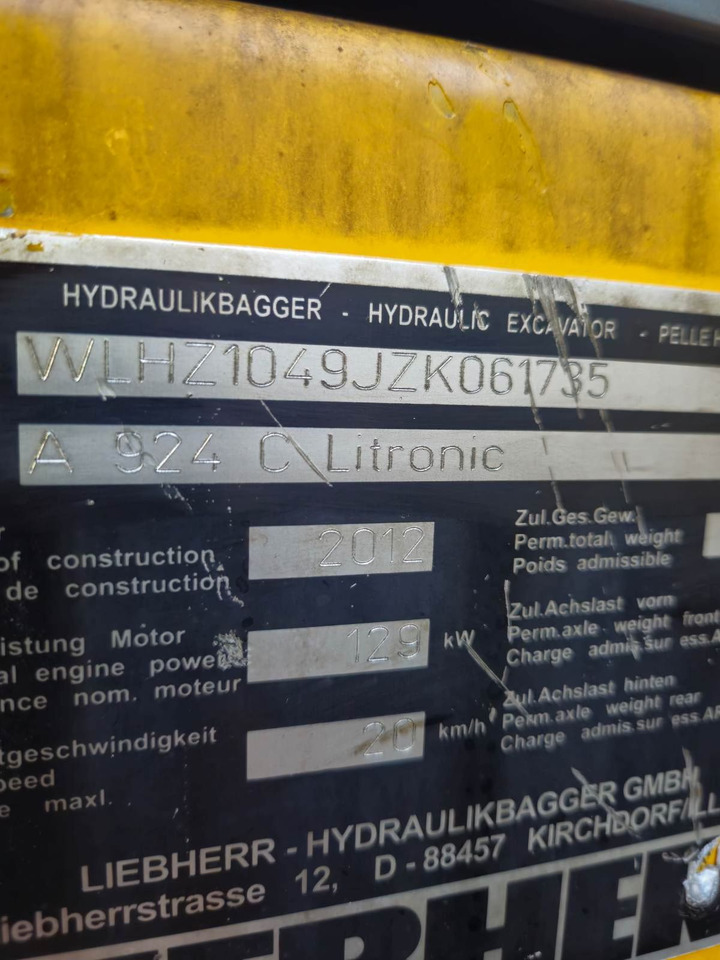 HYDRAULIKBAGGER - HYDRAULIC EXCAVATOR - PELLE H
WLHZ1049JZK061735
A 924 C Litronic
of construction 2012
de construction
Zul.Ges.Gew.
Perm.total weight
Poids admissible
istung Motor 129 kW
al engine power
nce nom. moteur
Zul.Achslast vorn
Perm.axle weight front
Charge admis.sur ess.A
tgeschwindigkeit 20 km/h
peed
e maxl.
Zul.Achslast hinten
Perm.axle weight rear
Charge admis.sur ess.AR
LIEBHERR - HYDRAULIKBAGGER GMBH
iebherrstrasse 12, D - 88457 KIRCHDORF/ILL